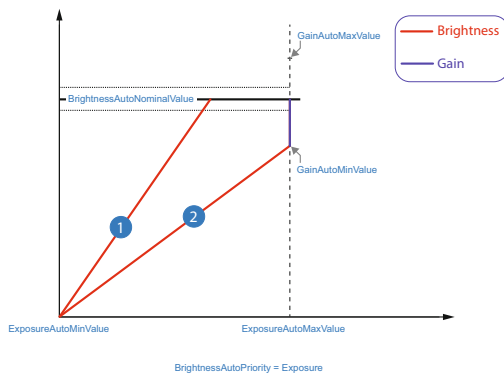 GainAutoMaxValue
Brightness
Gain
BrightnessAutoNominalValue
GainAutoMinValue
1
2
ExposureAutoMinValue
ExposureAutoMaxValue
BrightnessAutoPriority = Exposure